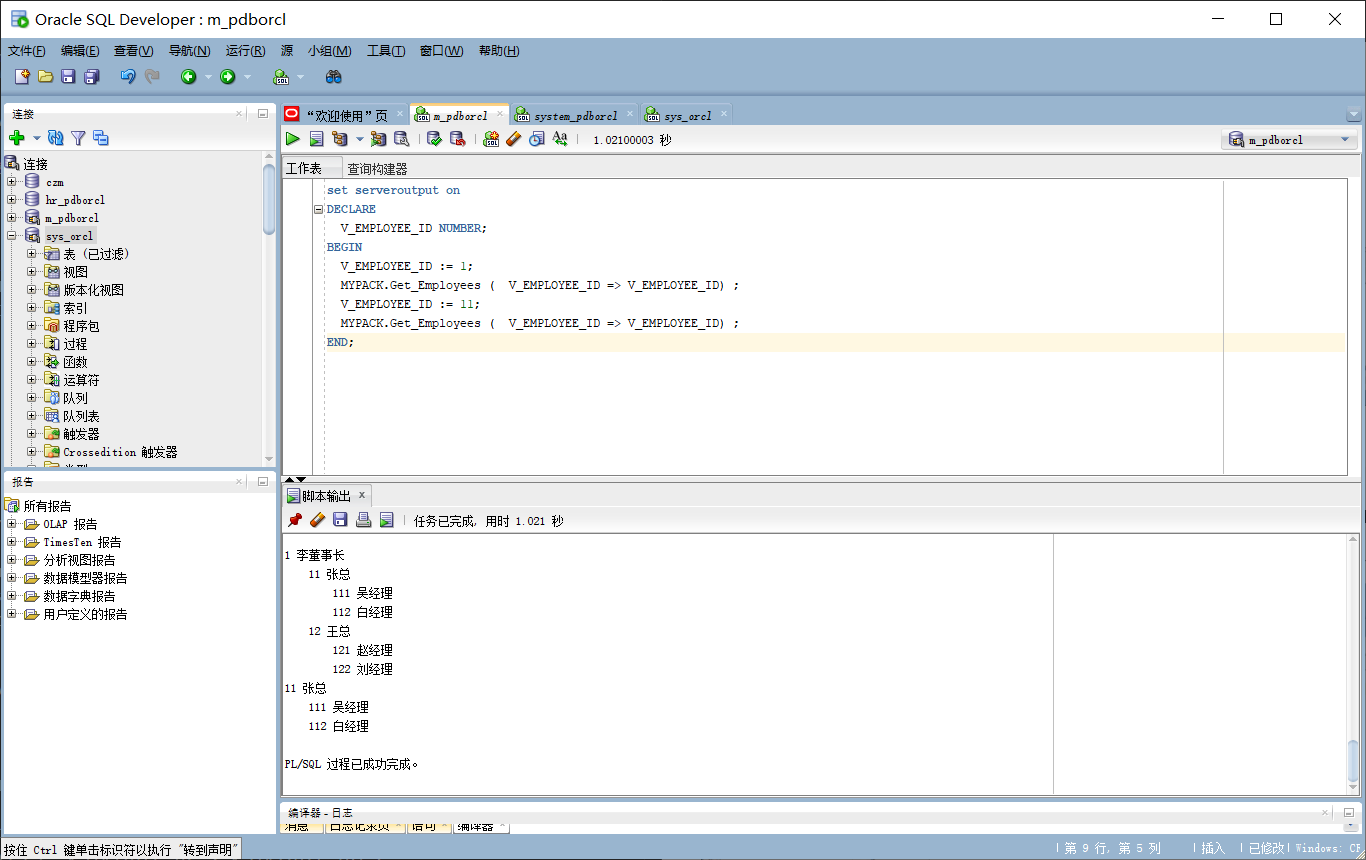 Oracle SQL Developer : m_pdborcl
文件(F) 编辑(E) 查看(V) 导航(N) 运行(R) 源 小组(M) 工具(T) 窗口(W) 帮助(H)
连接
连接
czm
hr_pdborcl
m_pdborcl
sys_orcl
表 (已过滤)
视图
版本化视图
索引
程序包
过程
函数
运算符
队列
队列表
触发器
Crossedition 触发器
报告
所有报告
OLAP 报告
TimesTen 报告
分析视图报告
数据模型器报告
数据字典报告
用户定义的报告
“欢迎使用”页 m_pdborcl system_pdborcl sys_orcl
1.02100003 秒 m_pdborcl
工作表 查询构建器
set serveroutput on
DECLARE
V_EMPLOYEE_ID NUMBER;
BEGIN
V_EMPLOYEE_ID := 1;
MYPACK.Get_Employees (  V_EMPLOYEE_ID => V_EMPLOYEE_ID) ;
V_EMPLOYEE_ID := 11;
MYPACK.Get_Employees (  V_EMPLOYEE_ID => V_EMPLOYEE_ID) ;
END;
脚本输出
任务已完成, 用时 1.021 秒
1 李董事长
11 张总
111 吴经理
112 白经理
12 王总
121 赵经理
122 刘经理
11 张总
111 吴经理
112 白经理
PL/SQL 过程已成功完成。
编译器 - 日志
消息 日志记录页 语句 编译器
按住 Ctrl 键单击标识符以执行 "转到声明" 第 9 行, 第 5 列 插入 已修改 Windows: CR